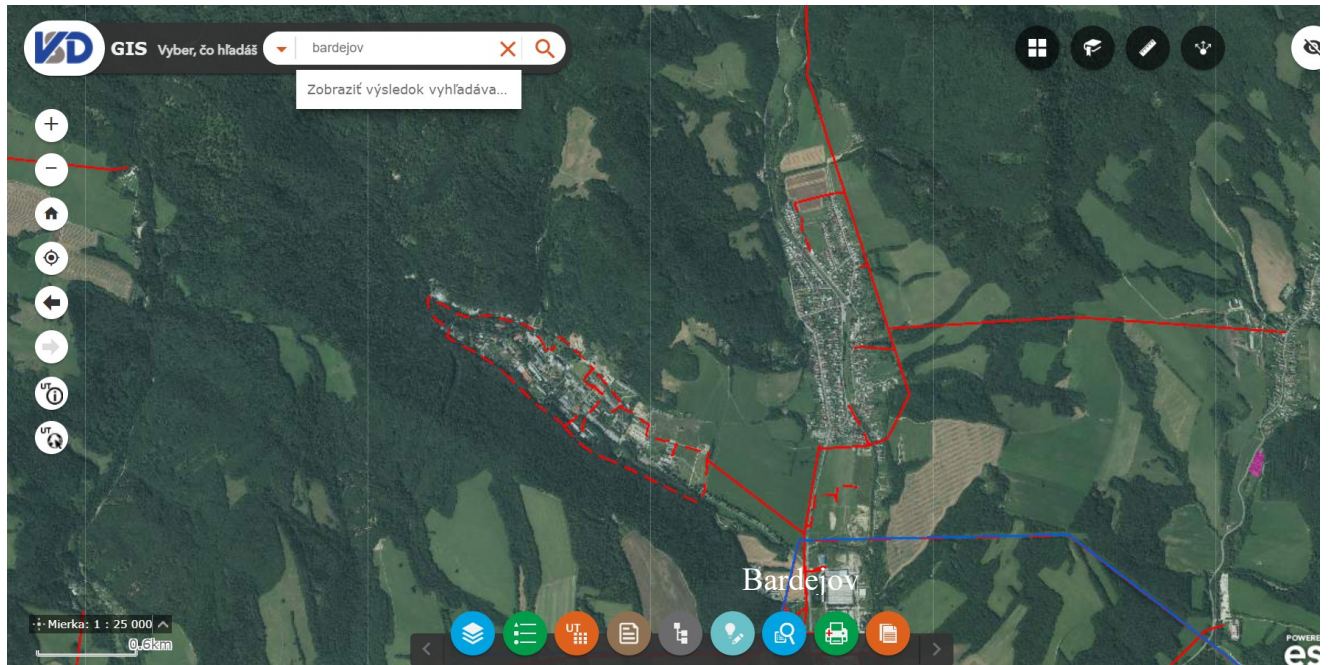 VSD GIS Vyber, čo hľadáš bardejov
Zobraziť výsledok vyhľadáva...
UT
UT
Bardejov
Mierka: 1 : 25 000
0.6km
UT
POWERED
es